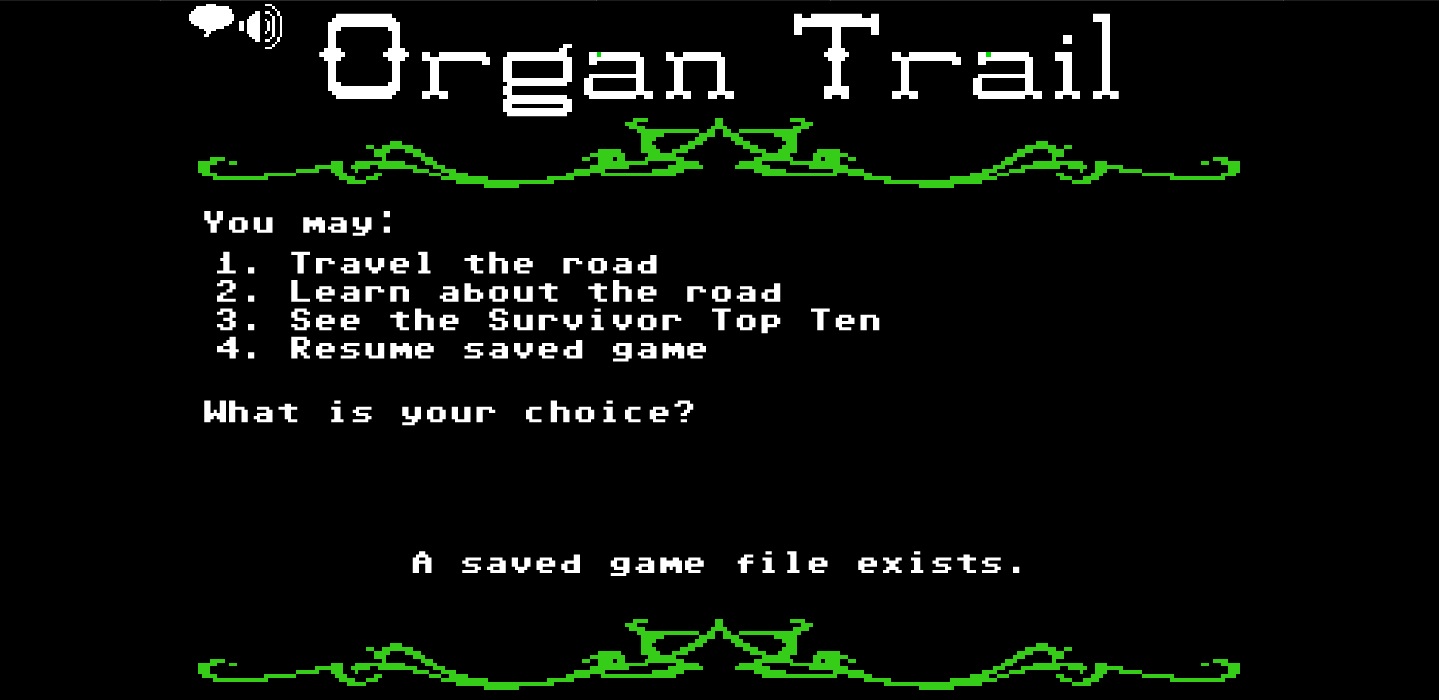 Organ Trail
You may:
1. Travel the road
2. Learn about the road
3. See the Survivor Top Ten
4. Resume saved game
What is your choice?
A saved game file exists.